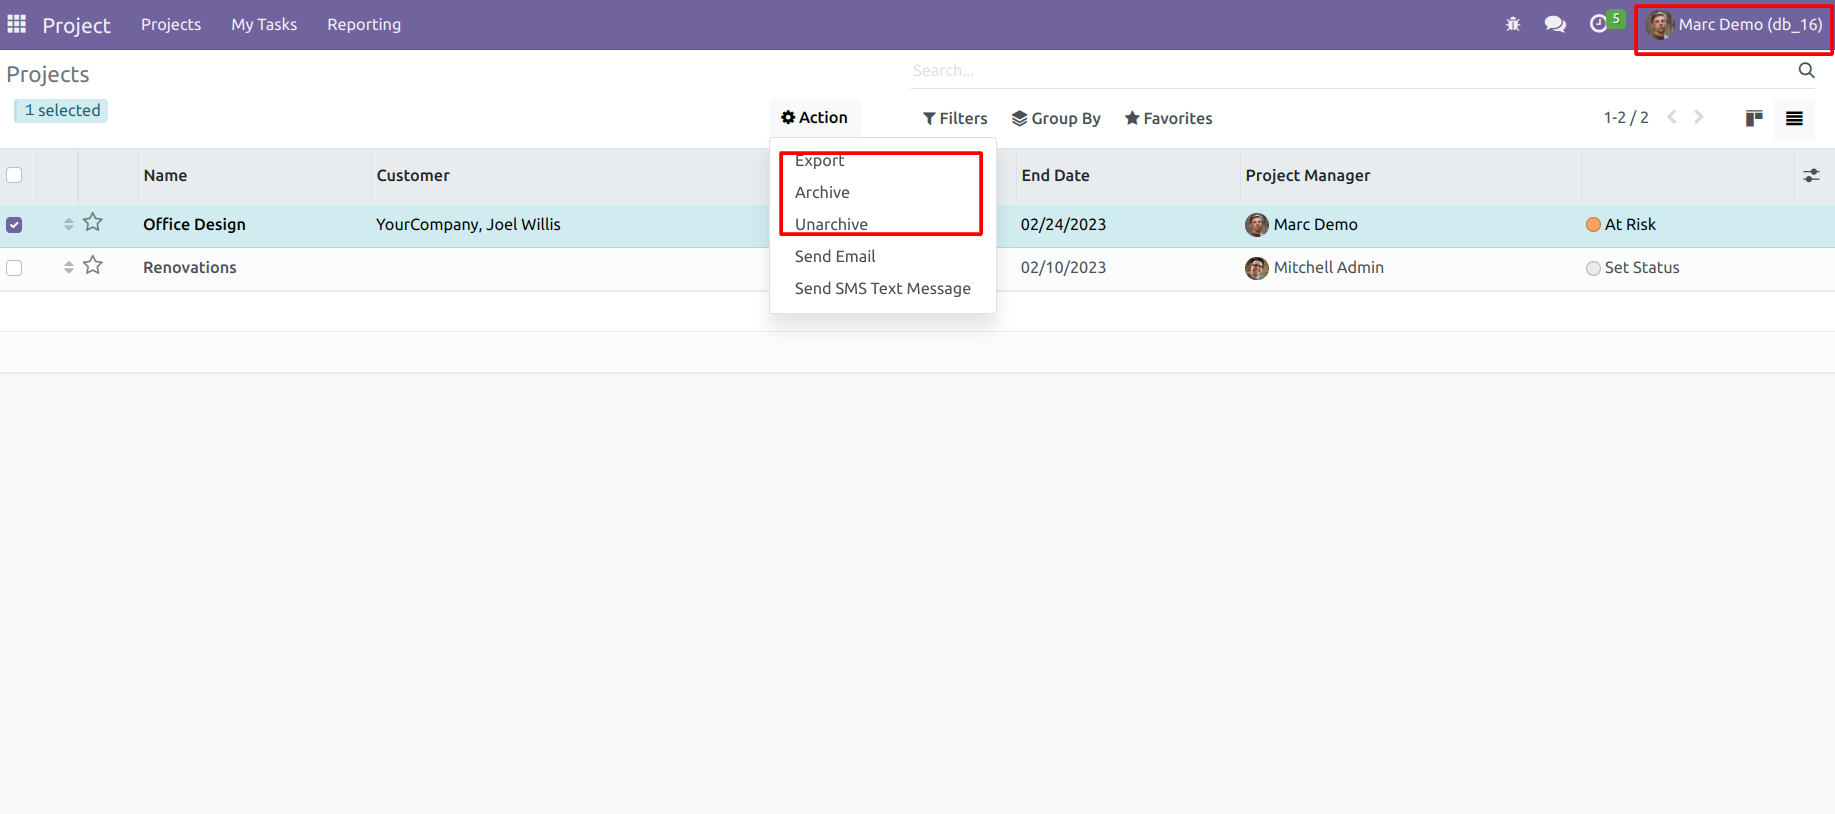 Project Projects My Tasks Reporting 5 Marc Demo (db_16)
Projects Search...
1 selected Action Filters Group By Favorites 1-2 / 2
Export
Name Customer End Date Project Manager
Archive
Office Design YourCompany, Joel Willis Unarchive 02/24/2023 Marc Demo At Risk
Send Email
Renovations 02/10/2023 Mitchell Admin Set Status
Send SMS Text Message